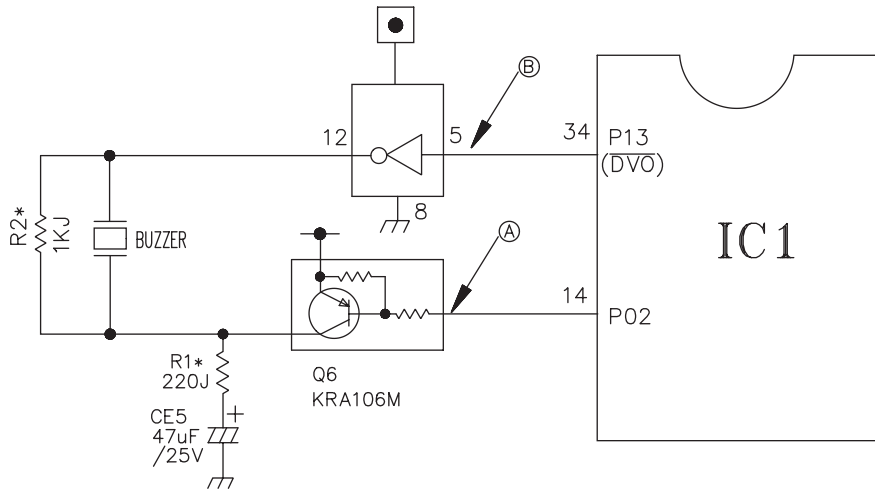 B
12
5
34
P13
(DVO)
8
R2*
1KJ
BUZZER
A
IC1
14
P02
R1*
220J
Q6
KRA106M
CE5
47uF
/25V
+